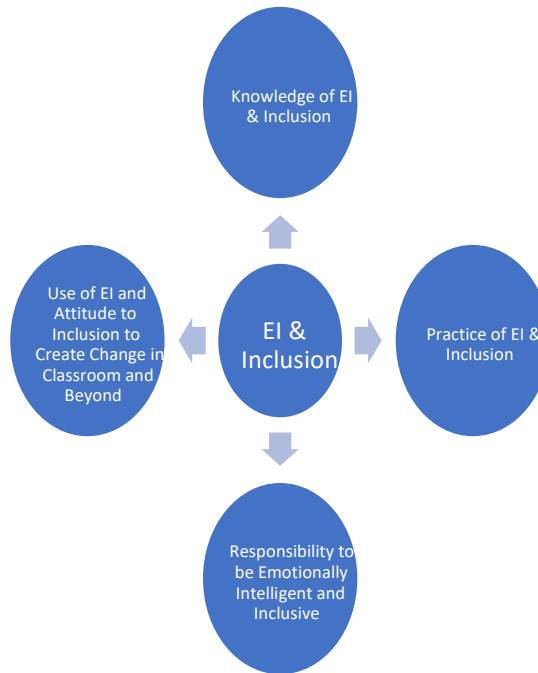 Knowledge of EI
& Inclusion
Use of EI and
Attitude to
Inclusion to
Create Change in
Classroom and
Beyond
EI &
Inclusion
Practice of EI &
Inclusion
Responsibility to
be Emotionally
Intelligent and
Inclusive